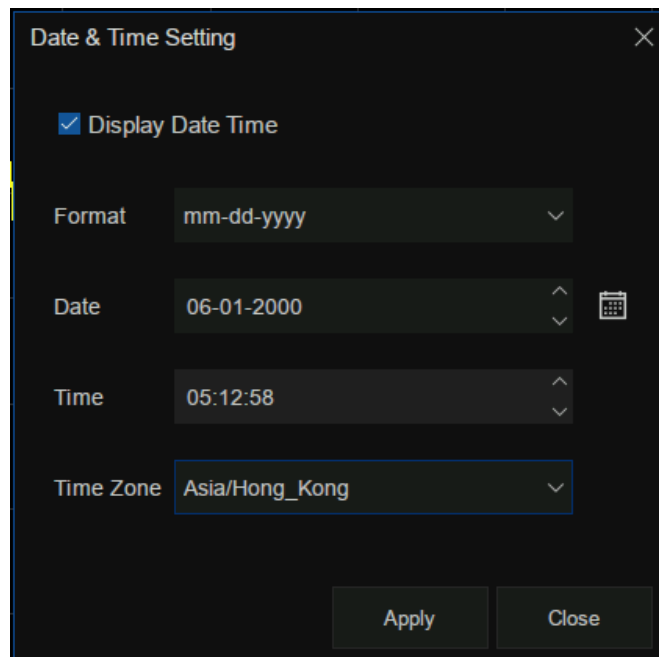 Date & Time Setting
Display Date Time
Format mm-dd-yyyy
Date 06-01-2000
Time 05:12:58
Time Zone Asia/Hong_Kong
Apply Close